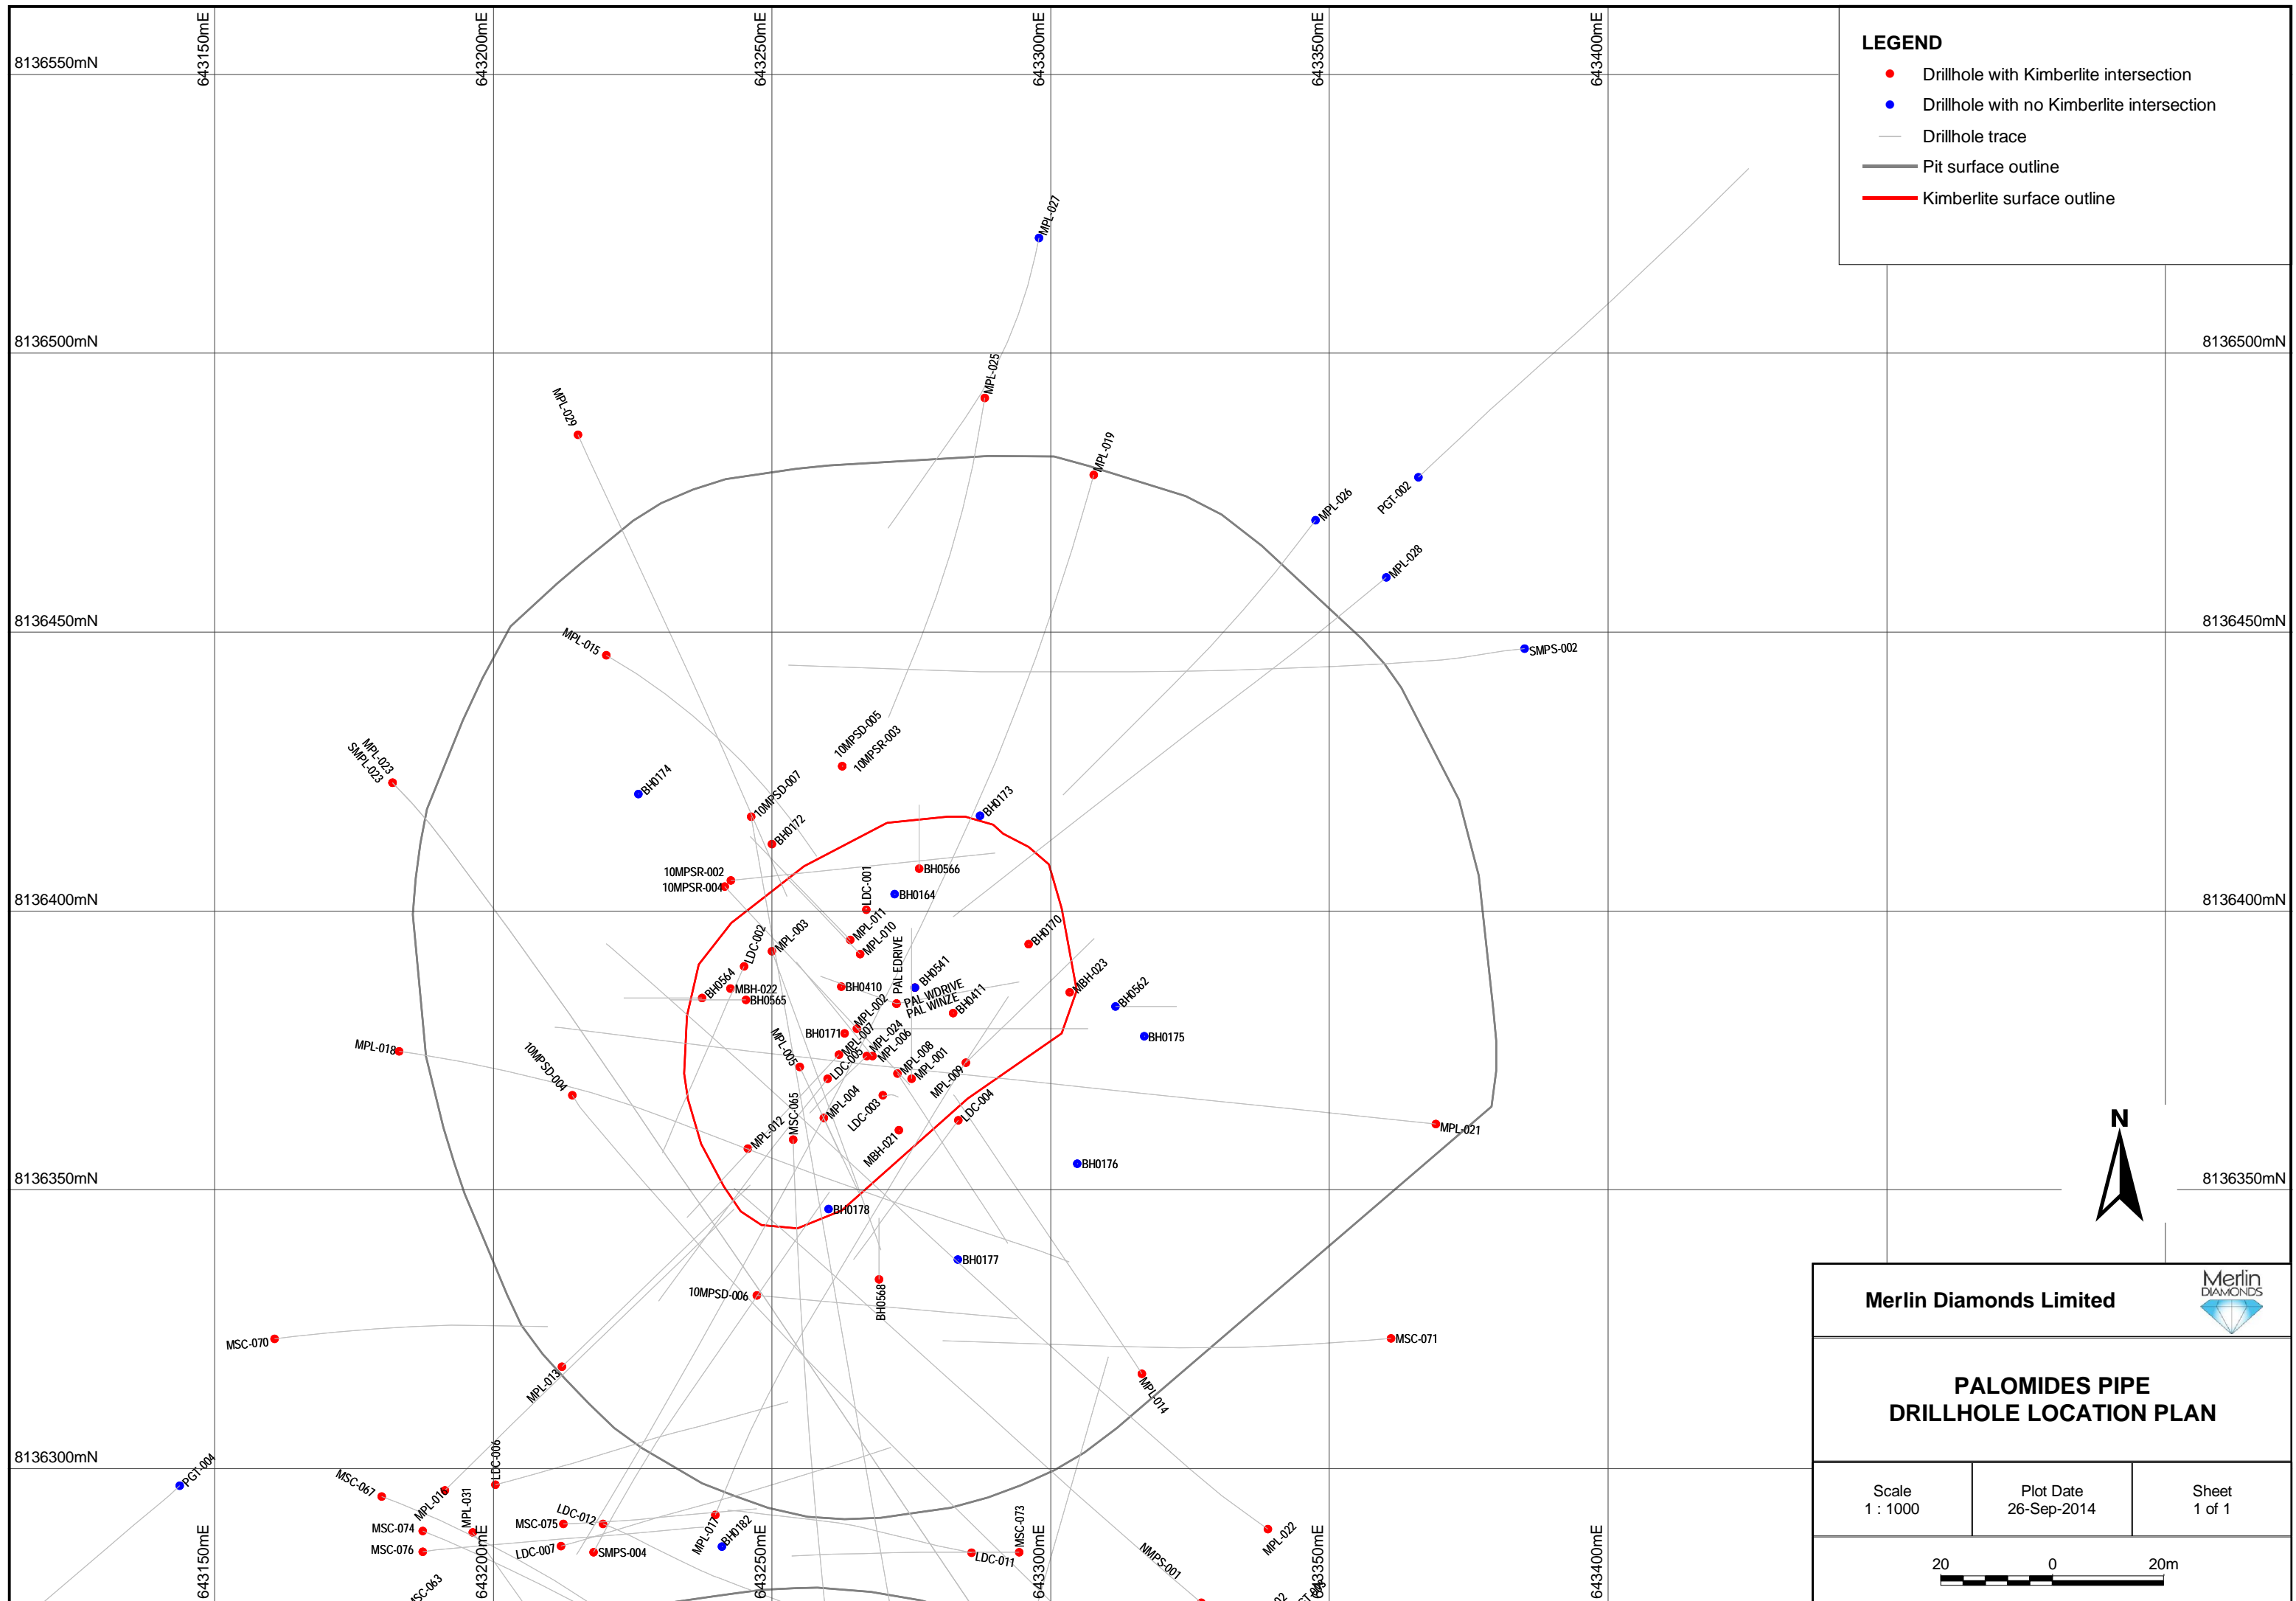 643150mE
643200mE
643250mE
643300mE
643350mE
643400mE
LEGEND
Drillhole with Kimberlite intersection
Drillhole with no Kimberlite intersection
Drillhole trace
Pit surface outline
Kimberlite surface outline
8136550mN
MPL-027
8136500mN
8136500mN
MPL-025
MPL-029
MPL-019
PGT-002
MPL-026
MPL-028
8136450mN
8136450mN
MPL-015
SMPS-002
10MPSD-005
10MPSR-003
MPL-023
SMPL-023
BH0174
10MPSD-007
BH0173
BH0172
10MPSR-002
10MPSR-004
LDC-001
BH0566
BH0164
8136400mN
8136400mN
MPL-011
MPL-010
MPL-003
LDC-002
BH0170
PAL EDRIVE
BH0564
MBH-022
BH0565
BH0410
BH0541
PAL WDRIVE
PAL WINZE
BH0411
MBH-023
BH0562
MPL-002
BH0171
MPL-007
MPL-024
MPL-006
BH0175
MPL-018
10MPSD-004
MPL-005
LDC-005
MPL-008
MPL-001
MPL-009
MSC-065
MPL-004
LDC-003
LDC-004
MPL-012
MBH-021
MPL-021
BH0176
N
8136350mN
8136350mN
BH0178
BH0177
BH0568
10MPSD-006
MSC-070
MSC-071
MPL-013
MPL-014
Merlin Diamonds Limited
Merlin
DIAMONDS
PALOMIDES PIPE
DRILLHOLE LOCATION PLAN
8136300mN
PGT-004
MSC-067
MPL-016
MPL-031
LDC-006
MSC-074
MSC-075
LDC-012
MSC-076
LDC-007
SMPS-004
MPL-017
BH0182
LDC-011
MSC-073
MPL-022
NMPS-001
Scale
1 : 1000
Plot Date
26-Sep-2014
Sheet
1 of 1
20 0 20m
643150mE
643200mE
643250mE
643300mE
643350mE
643400mE